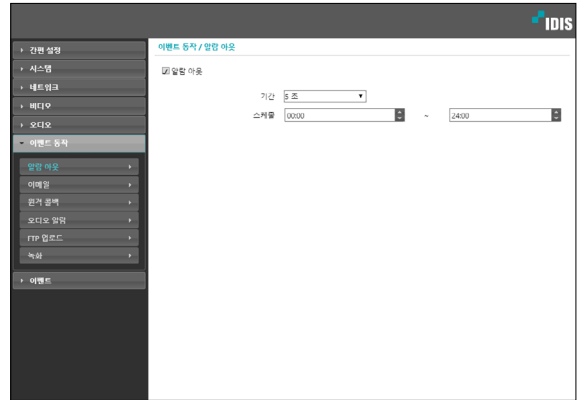 IDIS
간편 설정
시스템
네트워크
비디오
오디오
이벤트 동작
알람 아웃
이메일
원격 콜백
오디오 알람
FTP 업로드
녹화
이벤트
이벤트 동작 / 알람 아웃
알람 아웃
기간 5 초
스케줄 00:00 ~ 24:00